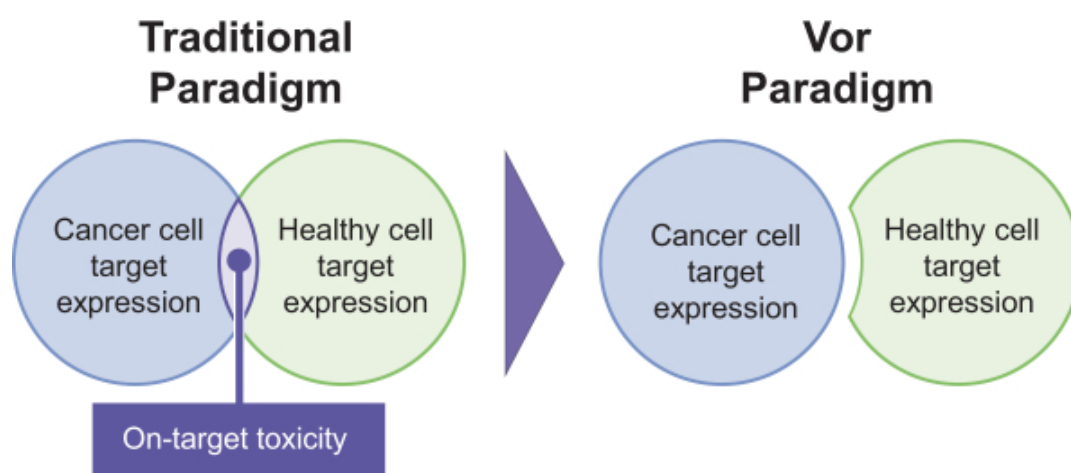 Traditional
Paradigm
Cancer cell
target
expression
Healthy cell
target
expression
On-target toxicity
Vor
Paradigm
Cancer cell
target
expression
Healthy cell
target
expression